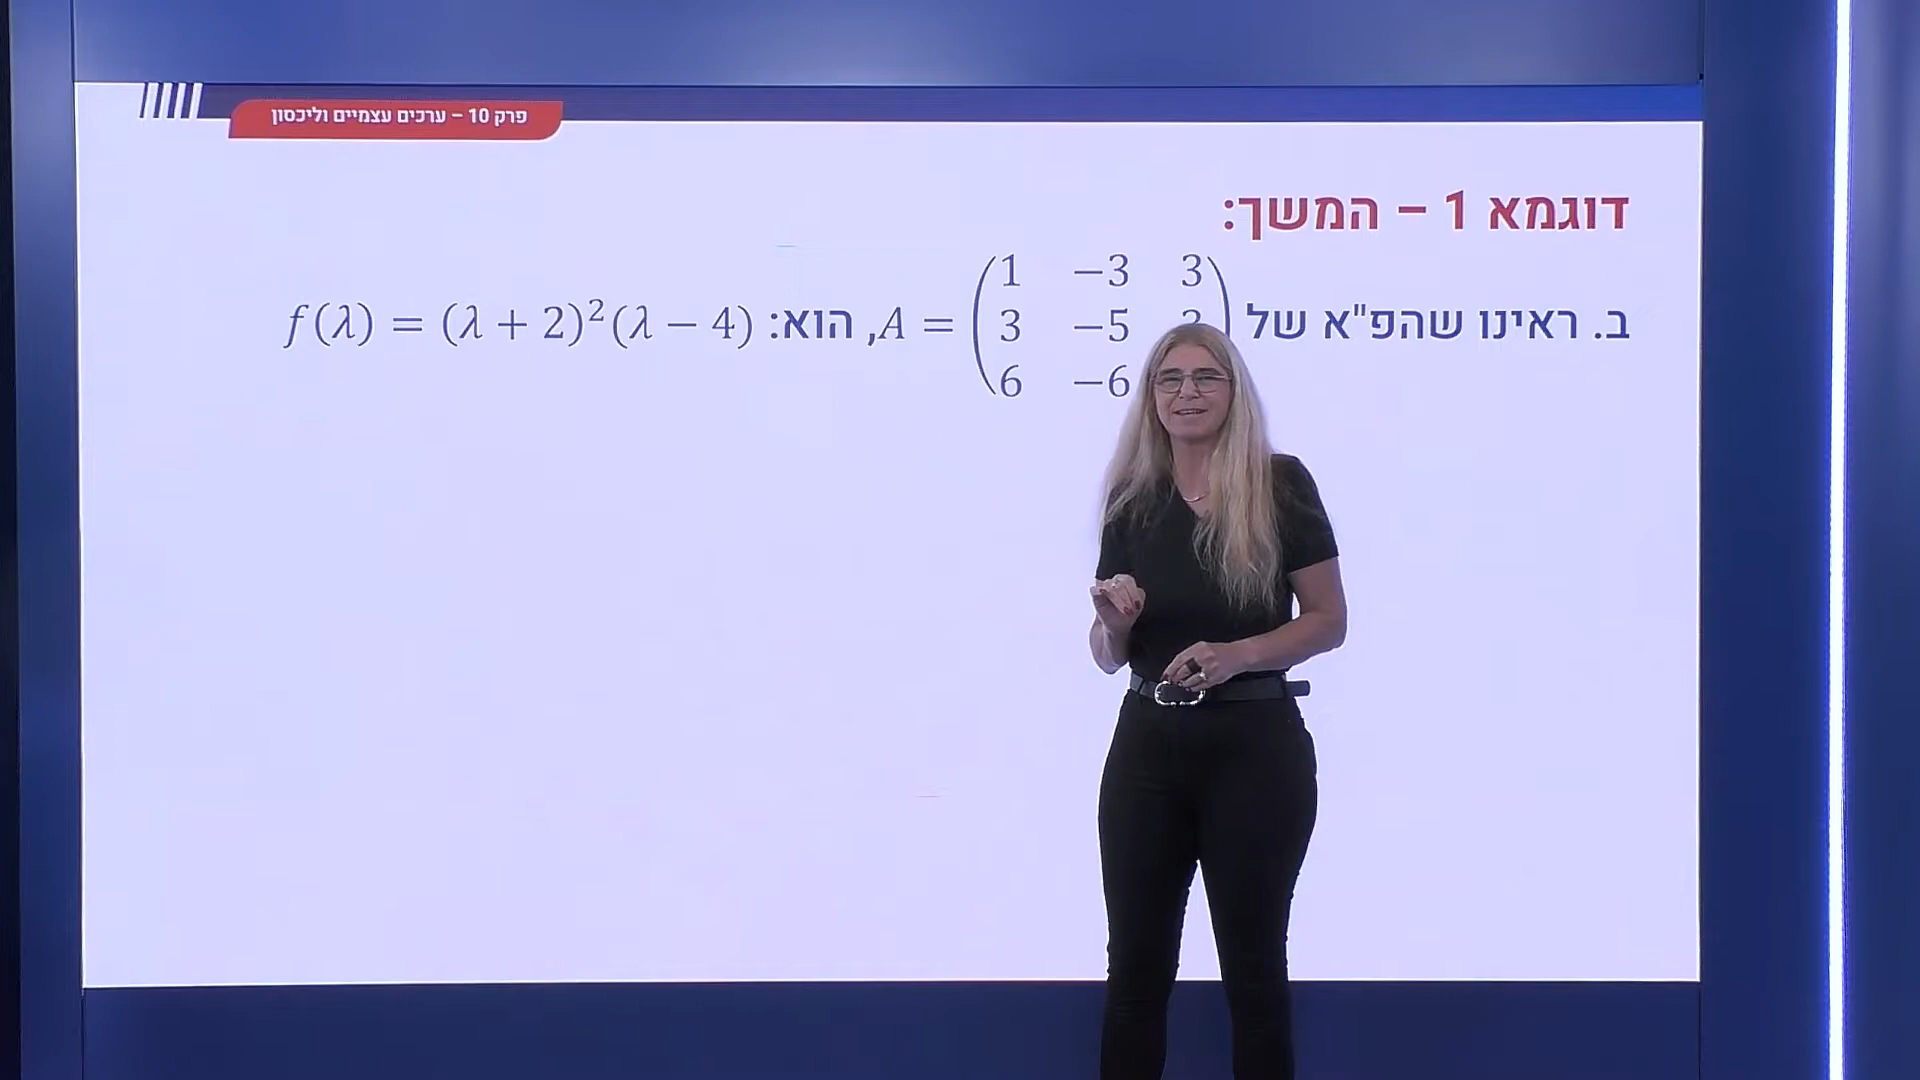 פרק 10 – ערכים עצמיים וליכסון
דוגמא 1 – המשך:
ב. ראינו שהפ"א של A = (1 −3 3
3 −5
6 −6 ), הוא: f(λ) = (λ + 2)²(λ − 4)